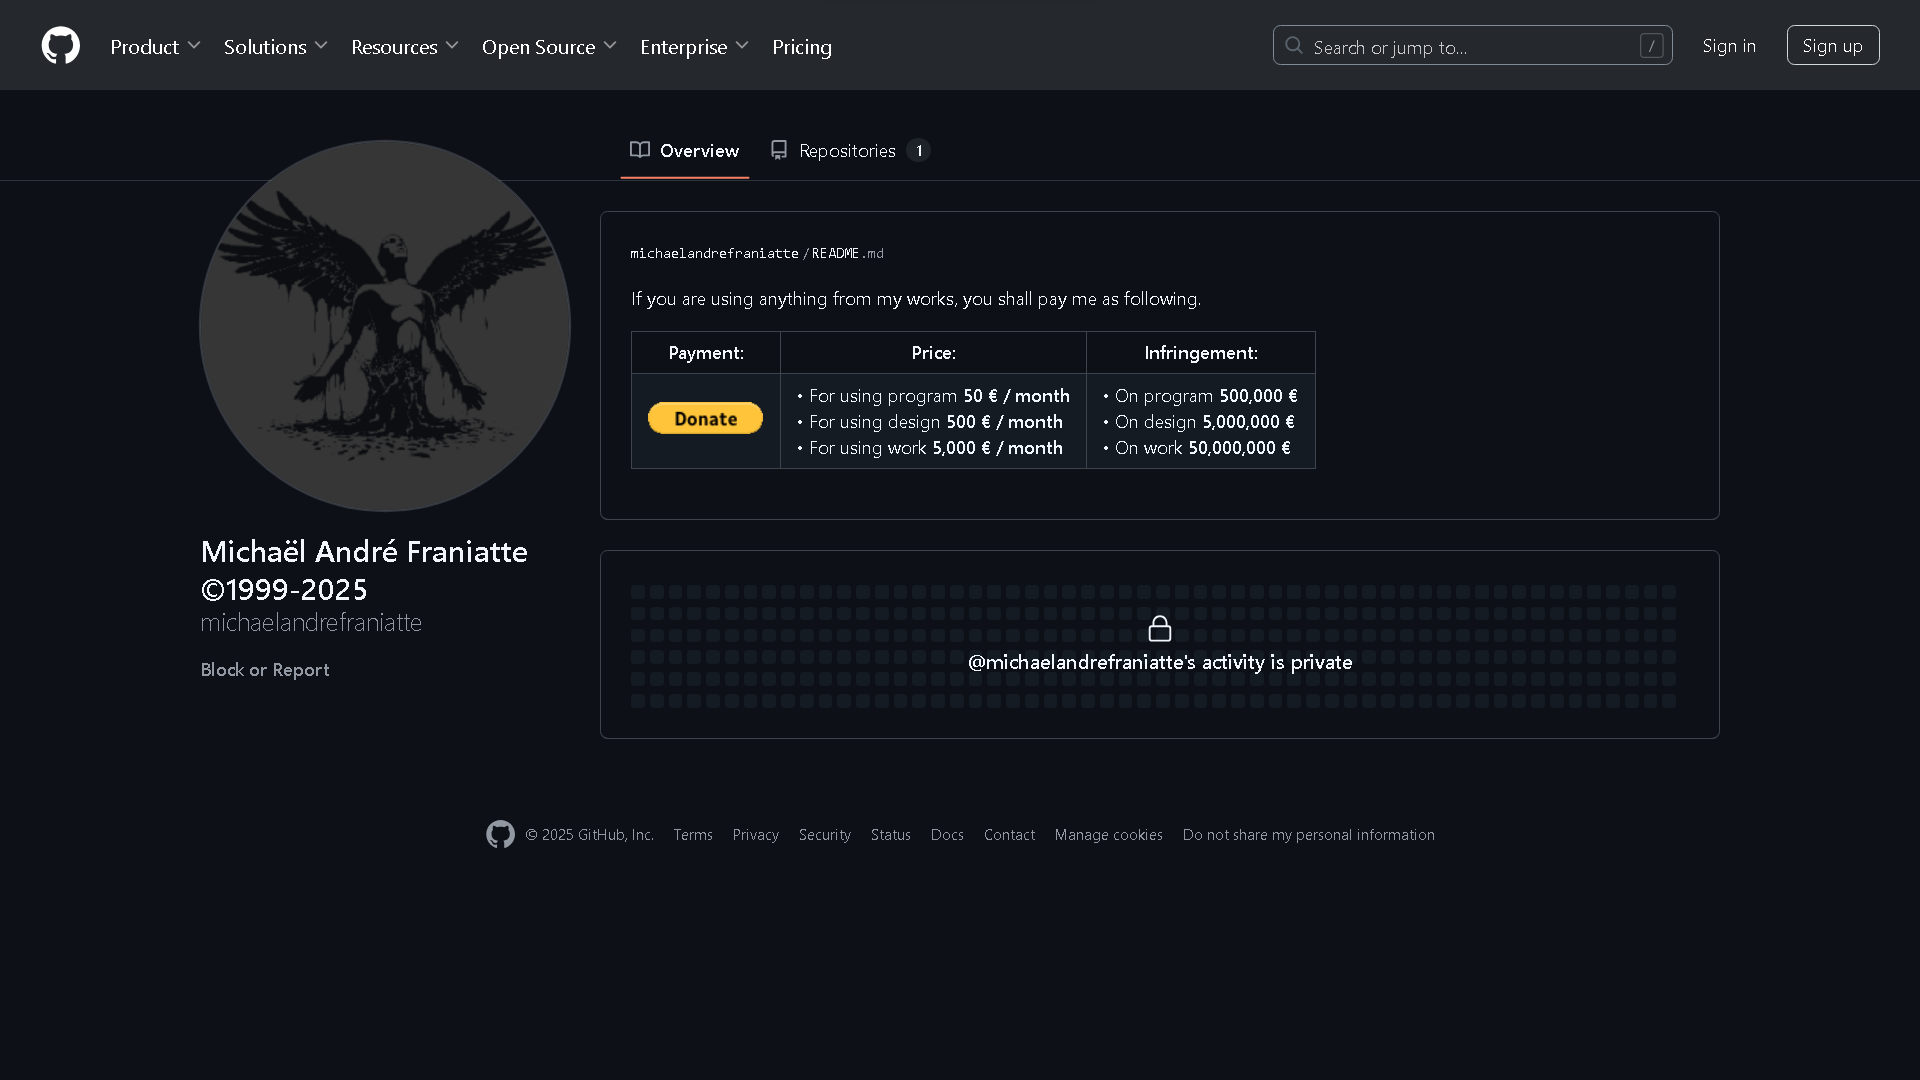 Product Solutions Resources Open Source Enterprise Pricing Search or jump to... / Sign in Sign up
Overview Repositories 1
michaelandrefraniatte / README.md
If you are using anything from my works, you shall pay me as following.
Payment: Price: Infringement:
Donate
• For using program 50 € / month
• For using design 500 € / month
• For using work 5,000 € / month
• On program 500,000 €
• On design 5,000,000 €
• On work 50,000,000 €
Michaël André Franiatte
©1999-2025
michaelandrefraniatte
Block or Report
@michaelandrefraniatte's activity is private
© 2025 GitHub, Inc. Terms Privacy Security Status Docs Contact Manage cookies Do not share my personal information